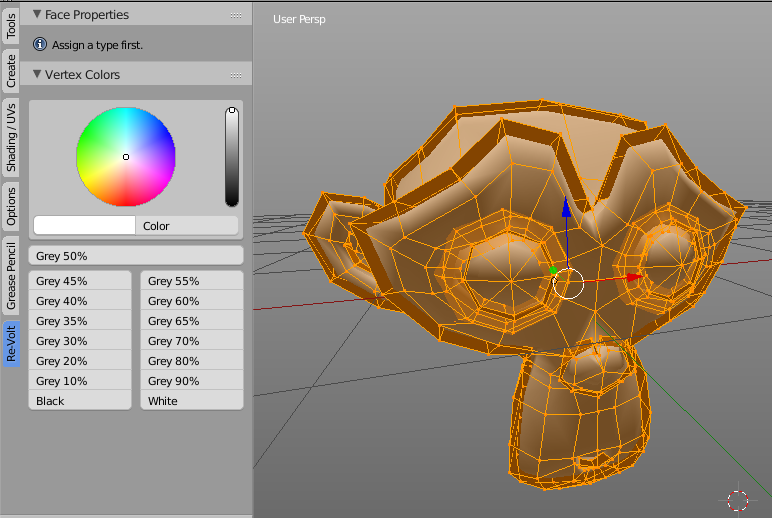 Tools
Create
Shading / UVs
Options
Grease Pencil
Re-Volt
Face Properties
Assign a type first.
Vertex Colors
Color
Grey 50%
Grey 45%
Grey 55%
Grey 40%
Grey 60%
Grey 35%
Grey 65%
Grey 30%
Grey 70%
Grey 20%
Grey 80%
Grey 10%
Grey 90%
Black
White
User Persp